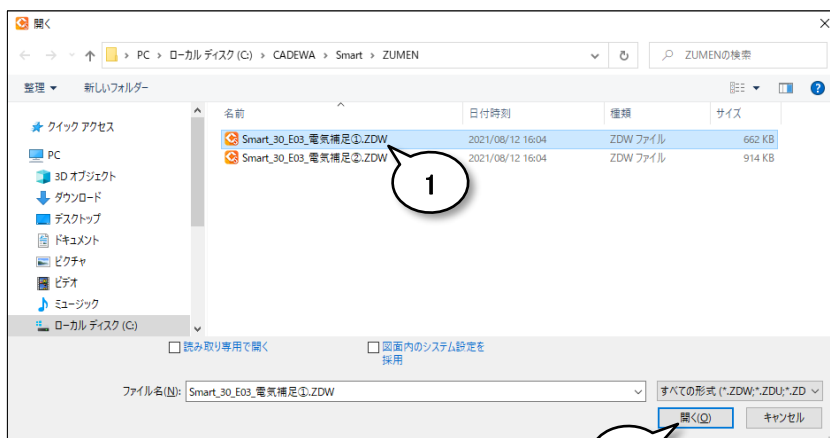 開く
PC > ローカル ディスク (C:) > CADEWA > Smart > ZUMEN
ZUMENの検索
整理 新しいフォルダー
名前 日付時刻 種類 サイズ
クイック アクセス
Smart_30_E03_電気補足①.ZDW 2021/08/12 16:04 ZDW ファイル 662 KB
Smart_30_E03_電気補足②.ZDW 2021/08/12 16:04 ZDW ファイル 914 KB
PC
3D オブジェクト
ダウンロード
デスクトップ
ドキュメント
ピクチャ
ビデオ
ミュージック
ローカル ディスク (C:)
1
読み取り専用で開く
図面内のシステム設定を
採用
ファイル名(N): Smart_30_E03_電気補足①.ZDW
すべての形式 (*.ZDW;*.ZDU;*.ZD
開く(O) キャンセル